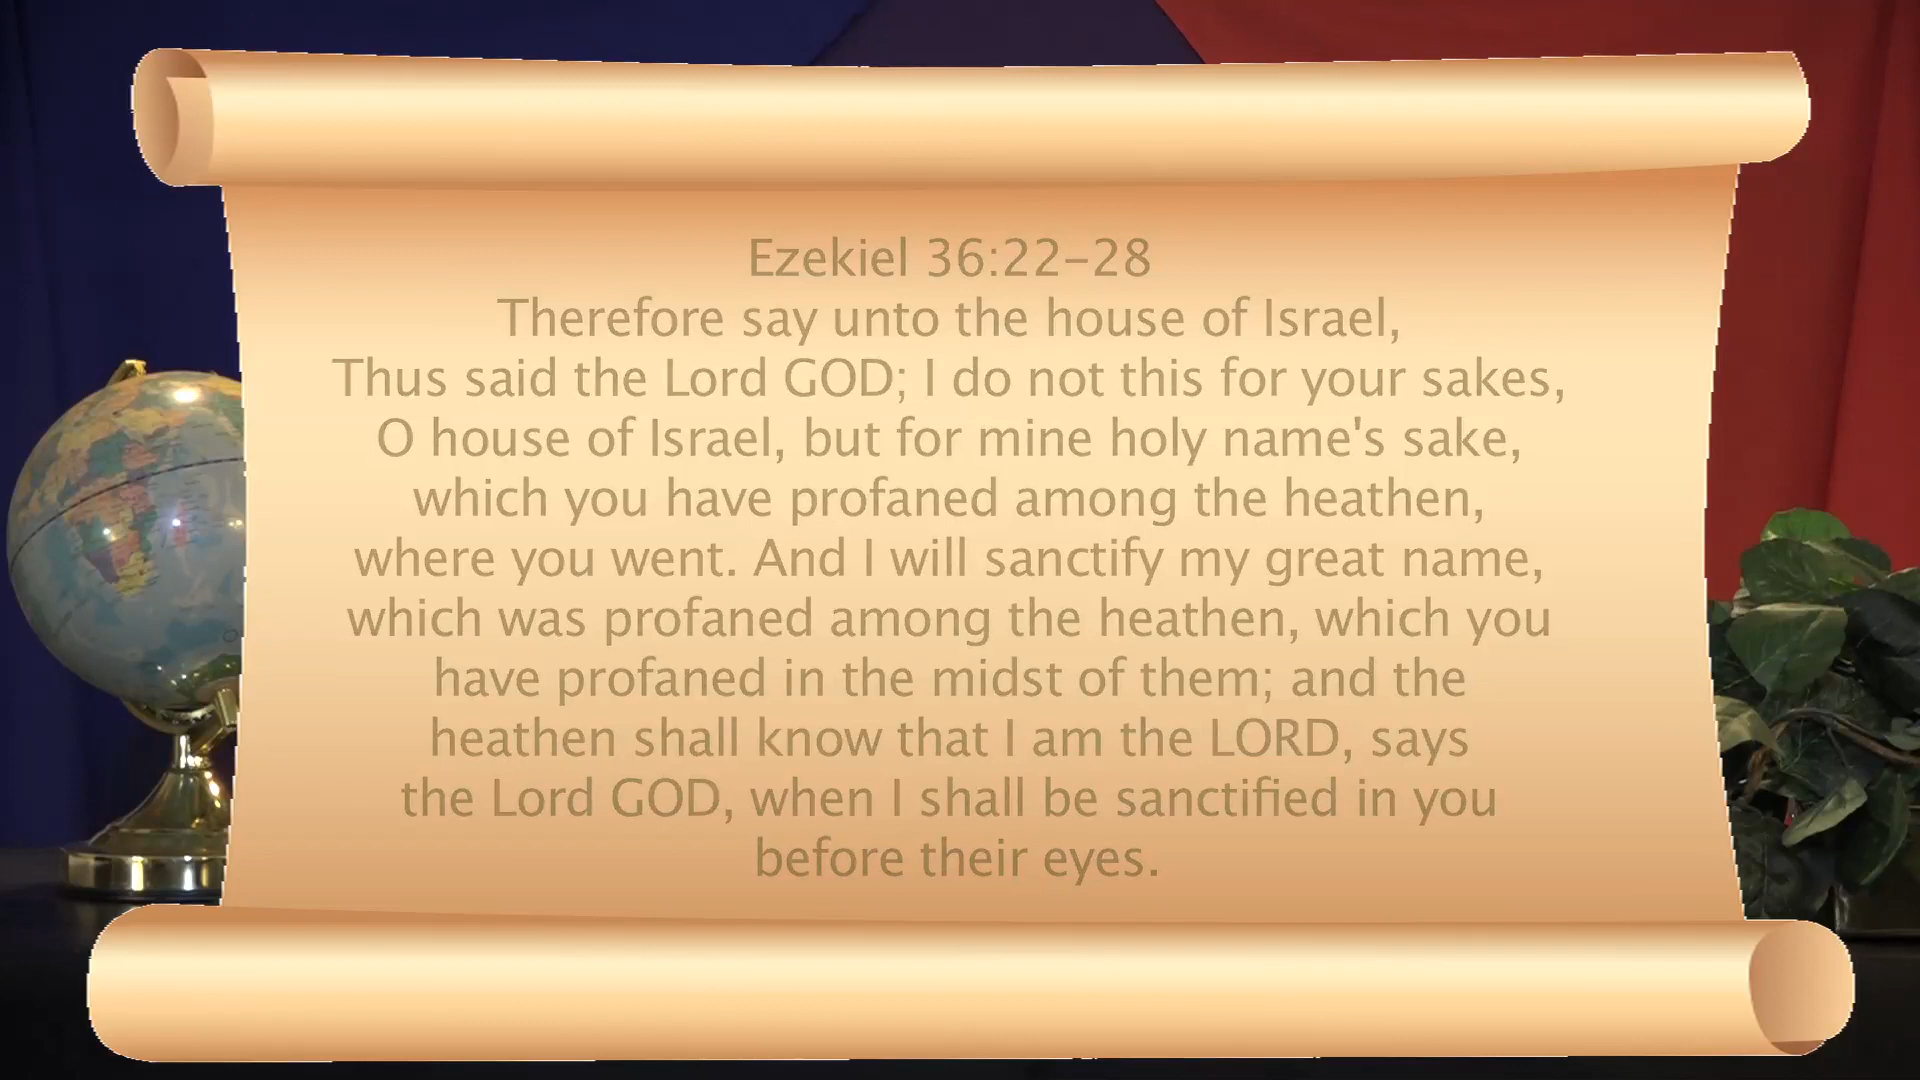 Ezekiel 36:22-28
Therefore say unto the house of Israel,
Thus said the Lord GOD; I do not this for your sakes,
O house of Israel, but for mine holy name's sake,
which you have profaned among the heathen,
where you went. And I will sanctify my great name,
which was profaned among the heathen, which you
have profaned in the midst of them; and the
heathen shall know that I am the LORD, says
the Lord GOD, when I shall be sanctified in you
before their eyes.